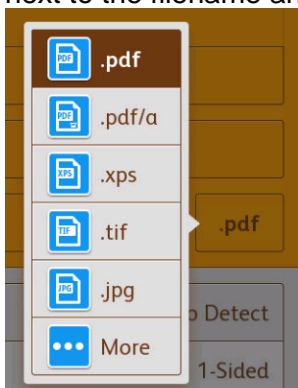 next to the filename an
PDF .pdf
PDF .pdf/a
XPS .xps
TIF .tif
.pdf
JPG .jpg
Detect
More
1-Sided